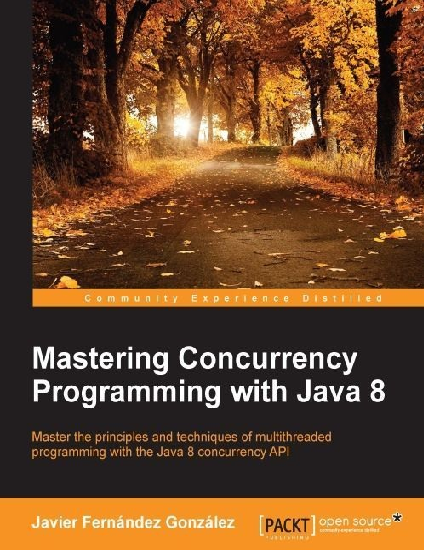 Community Experience Distilled
Mastering Concurrency
Programming with Java 8
Master the principles and techniques of multithreaded
programming with the Java 8 concurrency API
Javier Fernández González
[PACKT] open source*
PUBLISHING community experience distilled